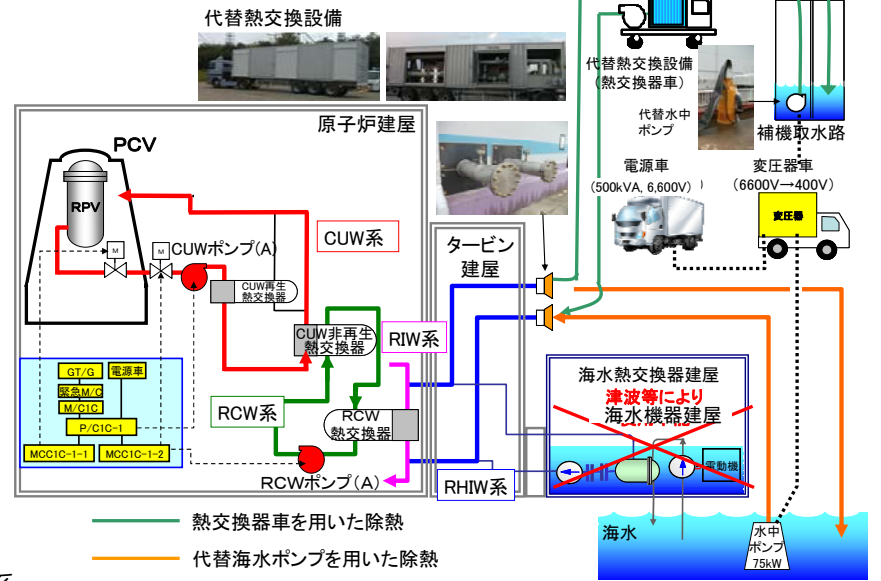 代替熱交換設備
代替熱交換設備
(熱交換器車)
代替水中
ポンプ
補機取水路
原子炉建屋
PCV
RPV
電源車
(500kVA, 6,600V)
変圧器車
(6600V→400V)
変圧器
M
M
CUWポンプ(A)
CUW系
タービン
建屋
CUW再生
熱交換器
CUW非再生
熱交換器
RIW系
GT/G
電源車
緊急M/C
M/C1C
P/C1C-1
MCC1C-1-1
MCC1C-1-2
RCW系
RCW
熱交換器
RCWポンプ(A)
RHIW系
海水熱交換器建屋
津波等により
海水機器建屋
電動機
熱交換器車を用いた除熱
代替海水ポンプを用いた除熱
海水
水中
ポンプ
75kW